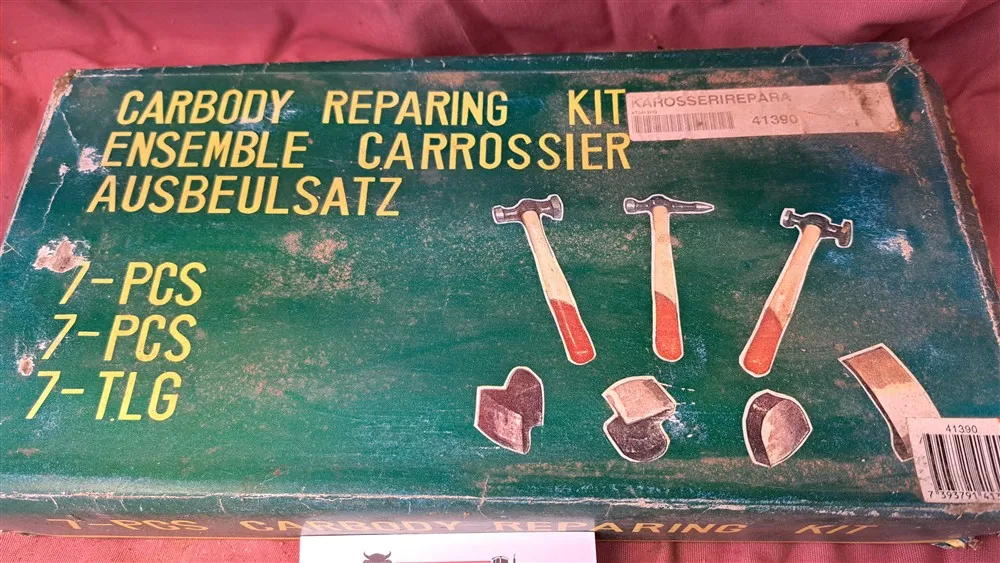 CARBODY REPARING KIT
ENSEMBLE CARROSSIER
AUSBEULSATZ
KAROSSERIREPARA
41390
7-PCS
7-PCS
7-TLG
41390
7-PCS CARBODY REPARING KIT